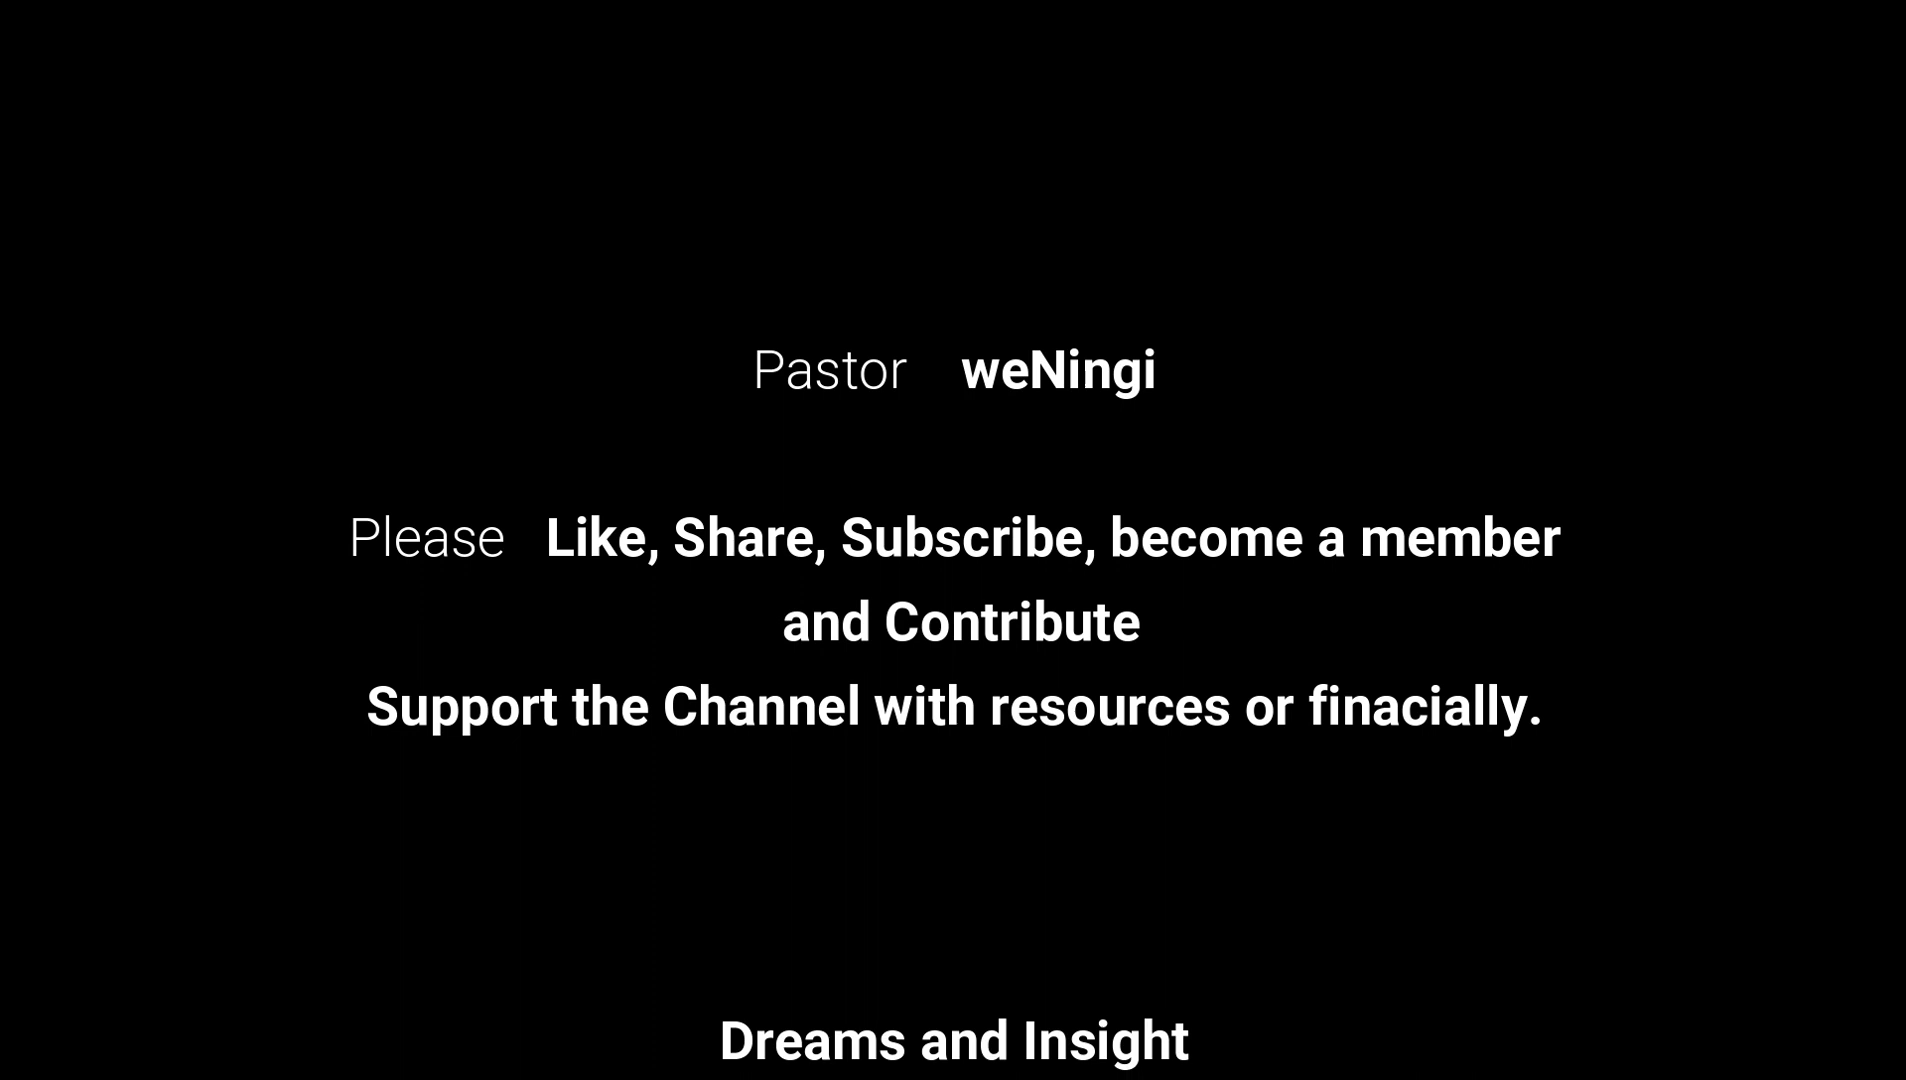 Pastor weNingi
Please Like, Share, Subscribe, become a member
and Contribute
Support the Channel with resources or finacially.
Dreams and Insight